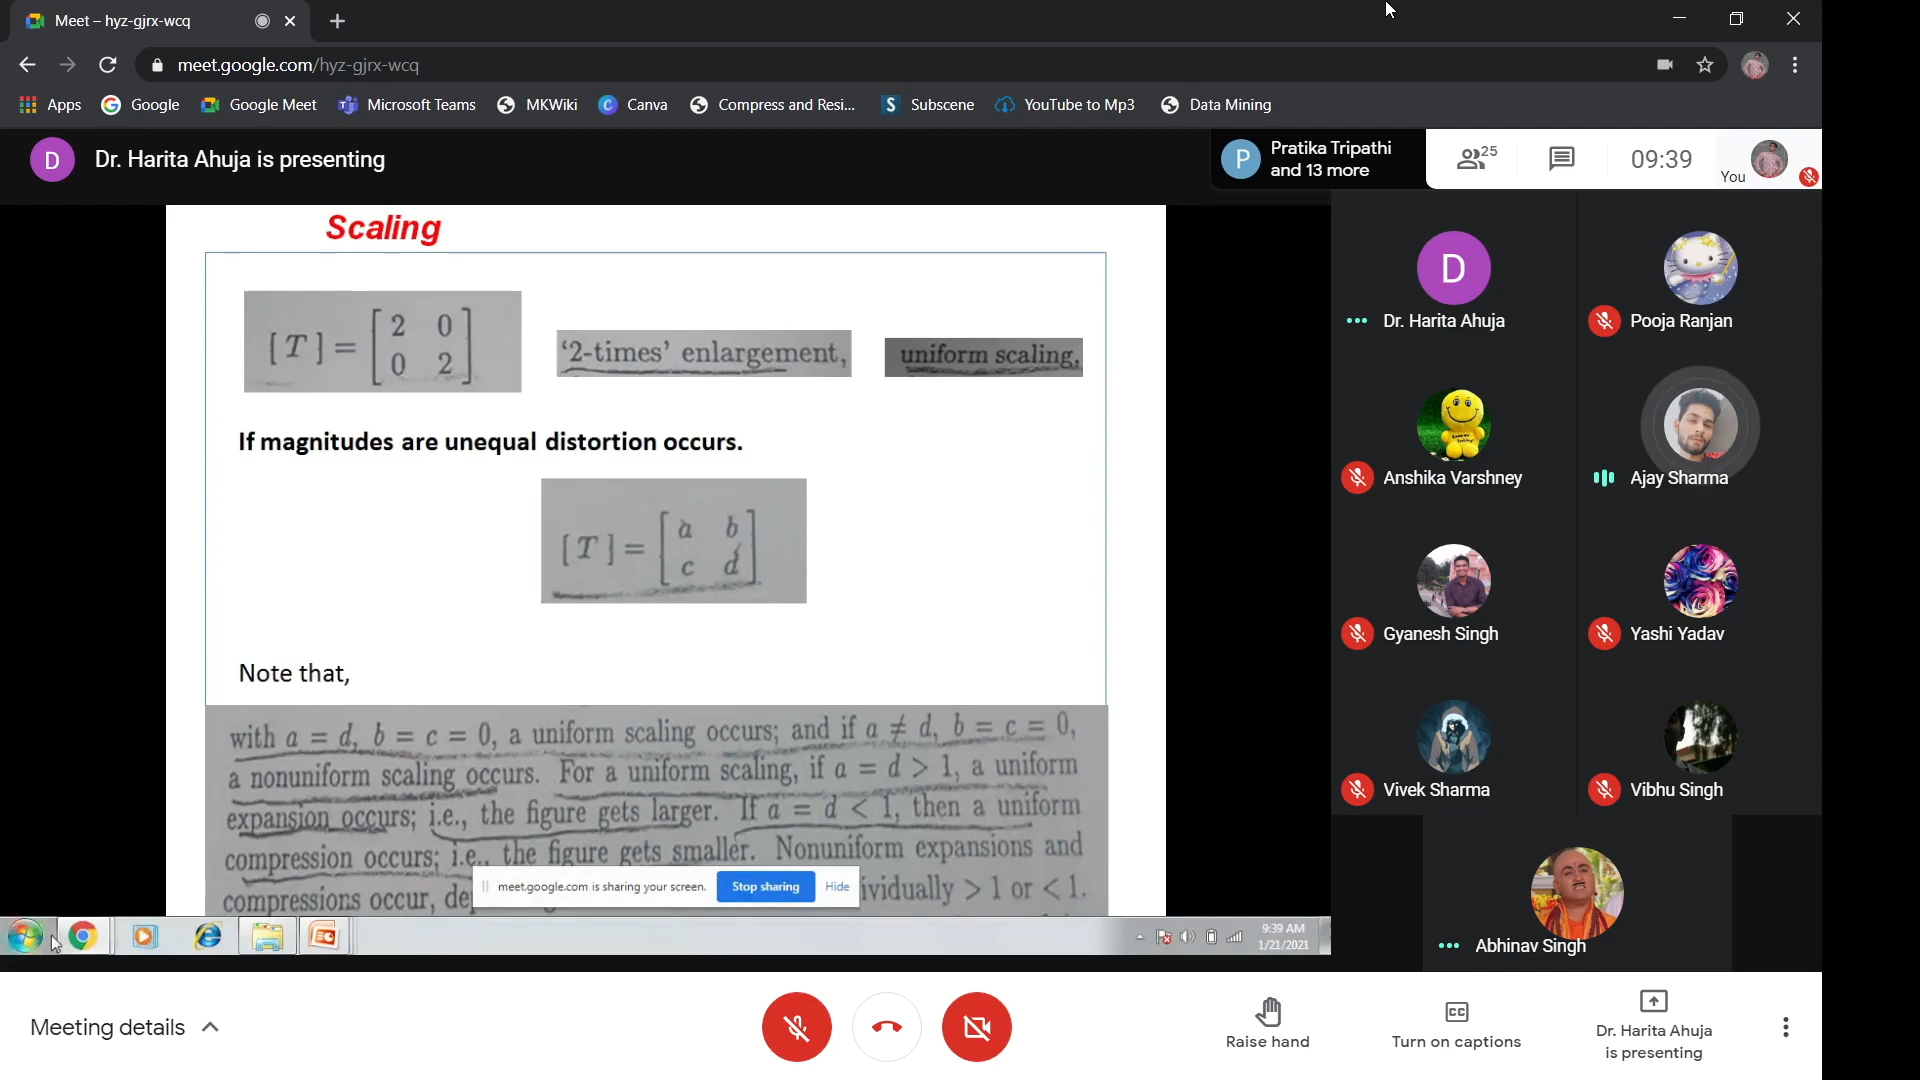 Meet – hyz-gjrx-wcq
meet.google.com/hyz-gjrx-wcq
Apps Google Google Meet Microsoft Teams MKWiki Canva Compress and Resi... Subscene YouTube to Mp3 Data Mining
D Dr. Harita Ahuja is presenting
P Pratika Tripathi
and 13 more
25
09:39
You
Scaling
[ T ] = [ 2 0
0 2 ]
‘2-times’ enlargement,
uniform scaling,
If magnitudes are unequal distortion occurs.
[ T ] = [ a b
c d ]
Note that,
with a = d, b = c = 0, a uniform scaling occurs; and if a ≠ d, b = c = 0,
a nonuniform scaling occurs. For a uniform scaling, if a = d > 1, a uniform
expansion occurs; i.e., the figure gets larger. If a = d < 1, then a uniform
compression occurs; i.e., the figure gets smaller. Nonuniform expansions and
compressions occur, ividually > 1 or < 1.
meet.google.com is sharing your screen. Stop sharing Hide
9:39 AM
1/21/2021
D
Dr. Harita Ahuja
Pooja Ranjan
Anshika Varshney
Ajay Sharma
Gyanesh Singh
Yashi Yadav
Vivek Sharma
Vibhu Singh
Abhinav Singh
Meeting details
Raise hand
CC
Turn on captions
Dr. Harita Ahuja
is presenting